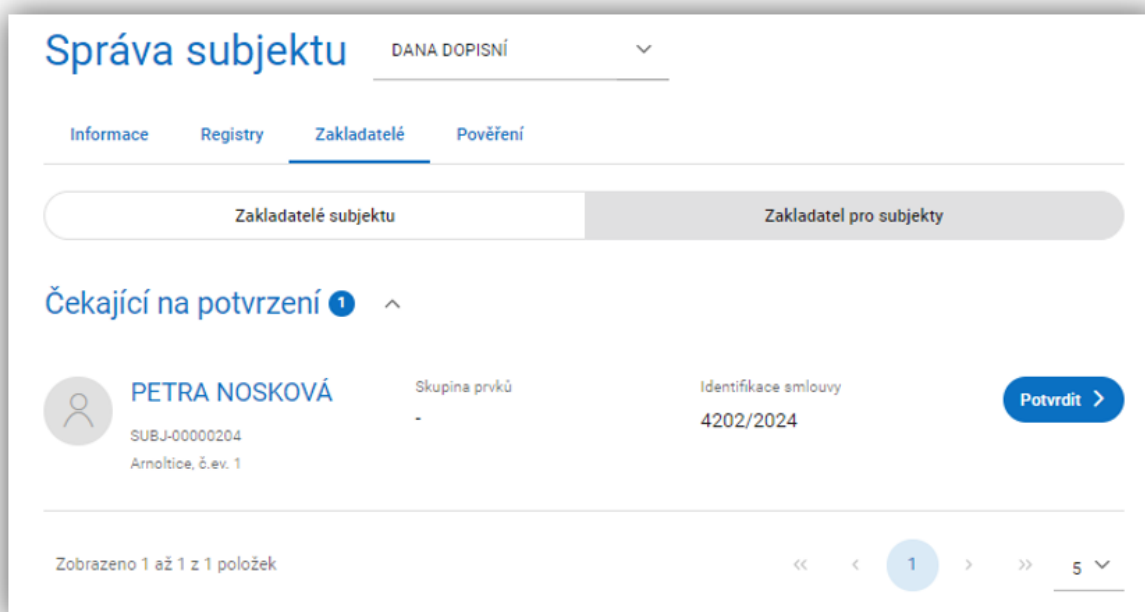 Správa subjektu DANA DOPISNÍ
Informace Registry Zakladatelé Pověření
Zakladatelé subjektu Zakladatel pro subjekty
Čekající na potvrzení 1
PETRA NOSKOVÁ Skupina prvků Identifikace smlouvy Potvrdit
- 4202/2024
SUBJ-00000204
Arnoltice, č.ev. 1
Zobrazeno 1 až 1 z 1 položek << < 1 > >> 5